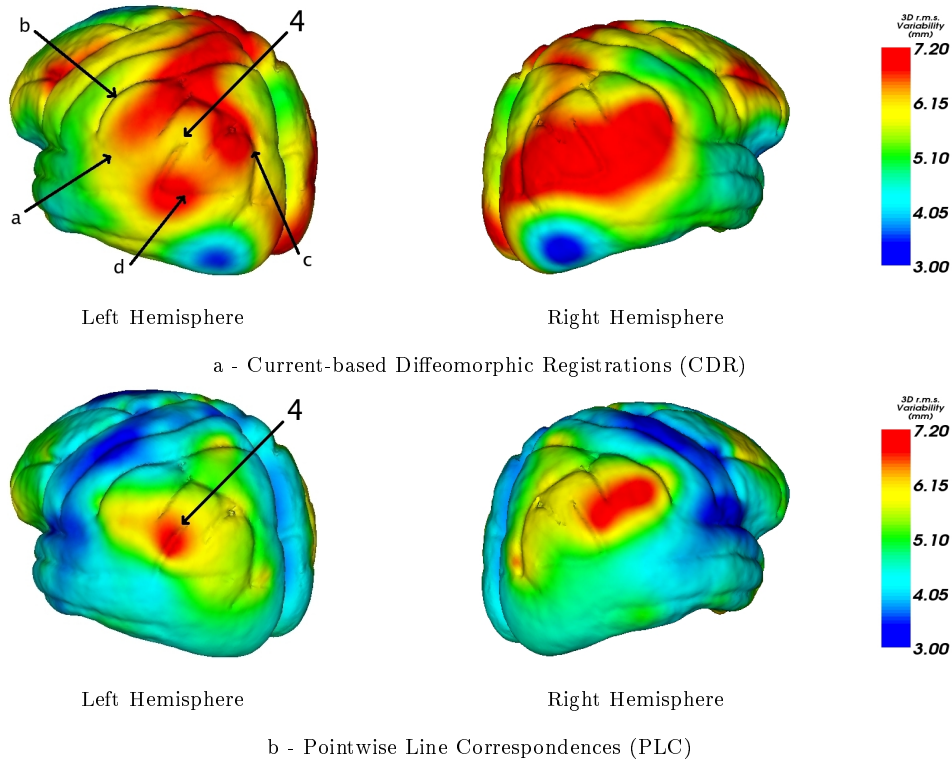 b
4
a
d
c
3D r.m.s.
Variability
(mm)
7.20
6.15
5.10
4.05
3.00
Left Hemisphere
Right Hemisphere
a - Current-based Diffeomorphic Registrations (CDR)
4
3D r.m.s.
Variability
(mm)
7.20
6.15
5.10
4.05
3.00
Left Hemisphere
Right Hemisphere
b - Pointwise Line Correspondences (PLC)